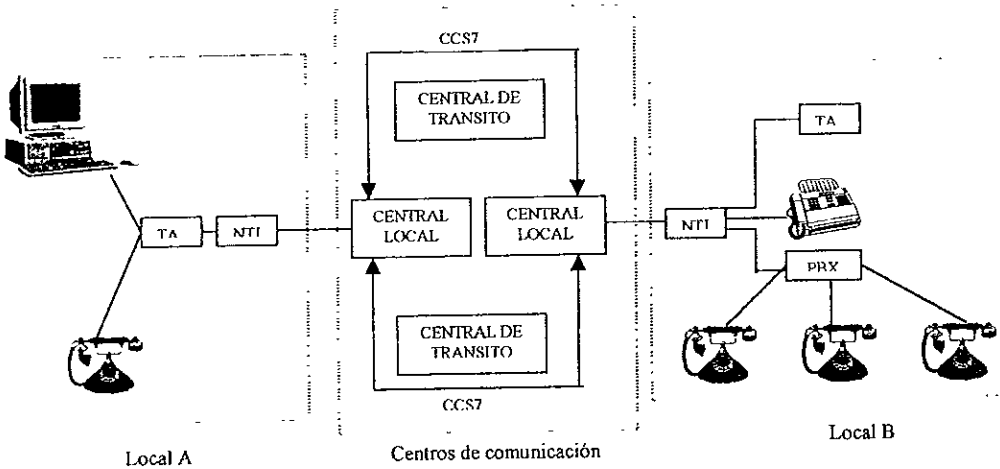 CCS7
CENTRAL DE
TRANSITO
TA
CENTRAL
LOCAL
CENTRAL
LOCAL
TA
NTI
NTI
PBX
CENTRAL DE
TRANSITO
CCS7
Local A
Centros de comunicación
Local B